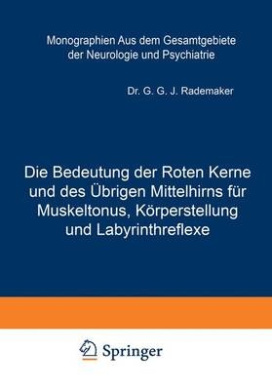 Monographien Aus dem Gesamtgebiete
der Neurologie und Psychiatrie
Dr. G. G. J. Rademaker
Die Bedeutung der Roten Kerne
und des Übrigen Mittelhirns für
Muskeltonus, Körperstellung
und Labyrinthreflexe
Springer